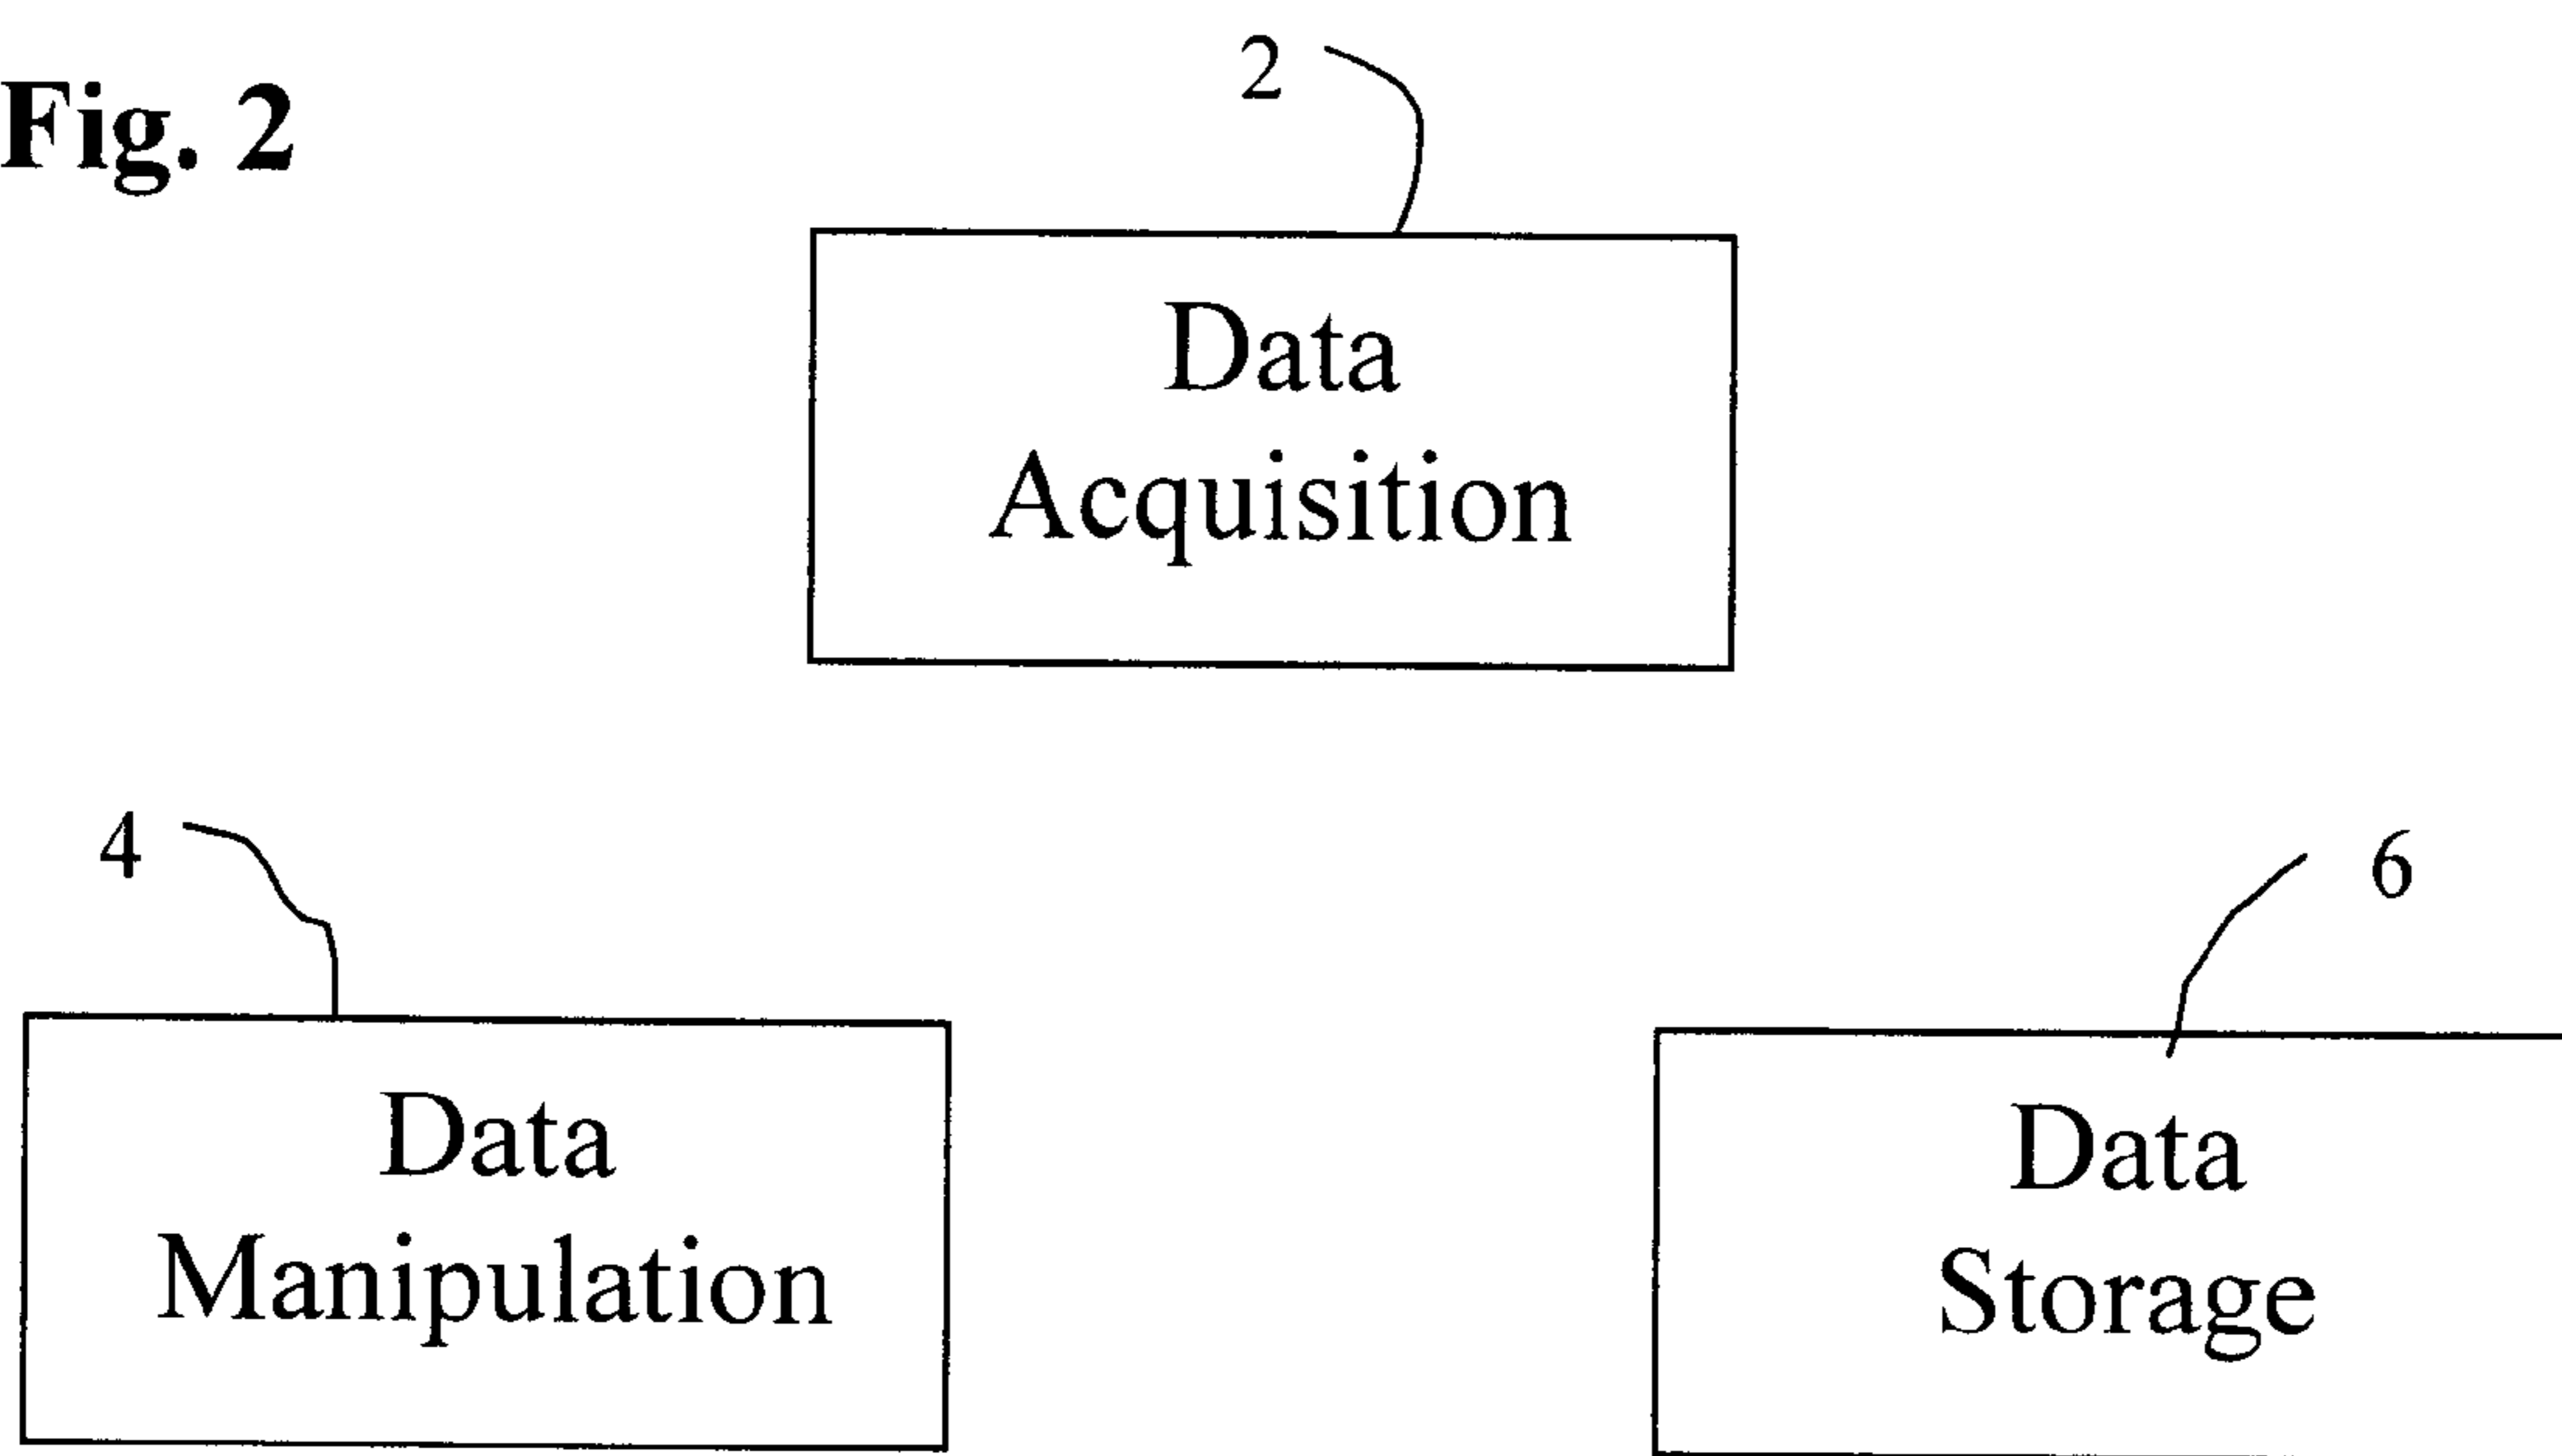 Fig. 2
2
Data
Acquisition
4
6
Data
Manipulation
Data
Storage